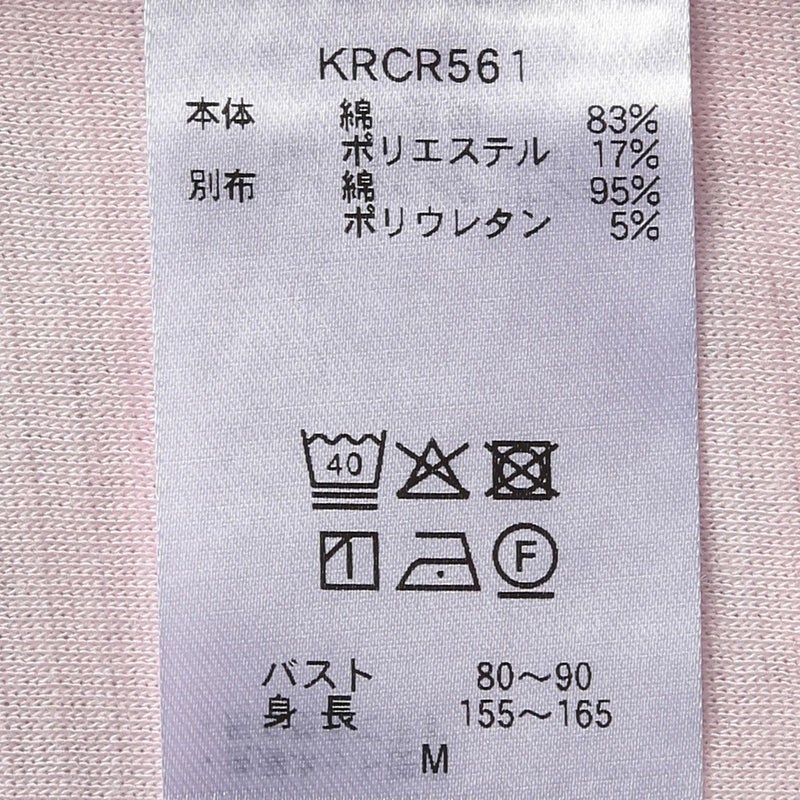 KRCR561
本体 綿 83%
ポリエステル 17%
別布 綿 95%
ポリウレタン 5%
40
F
バスト 80〜90
身長 155〜165
M